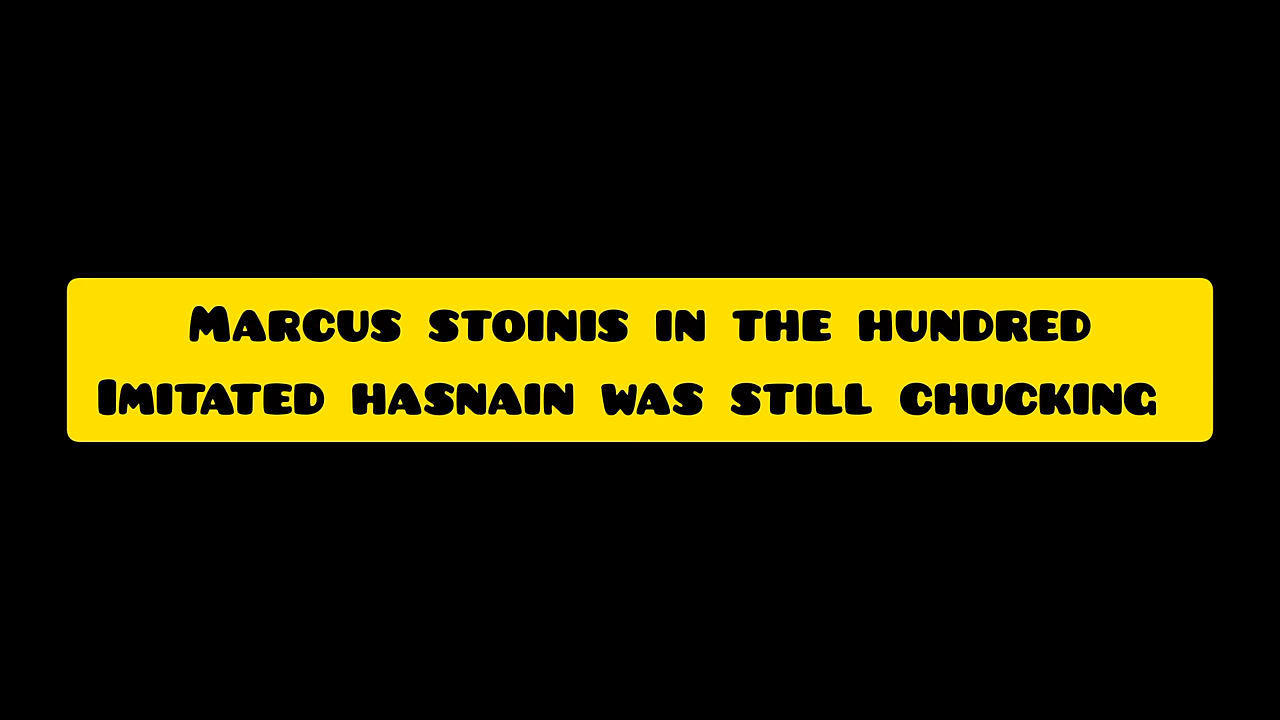 Marcus stoinis in the hundred
Imitated hasnain was still chucking